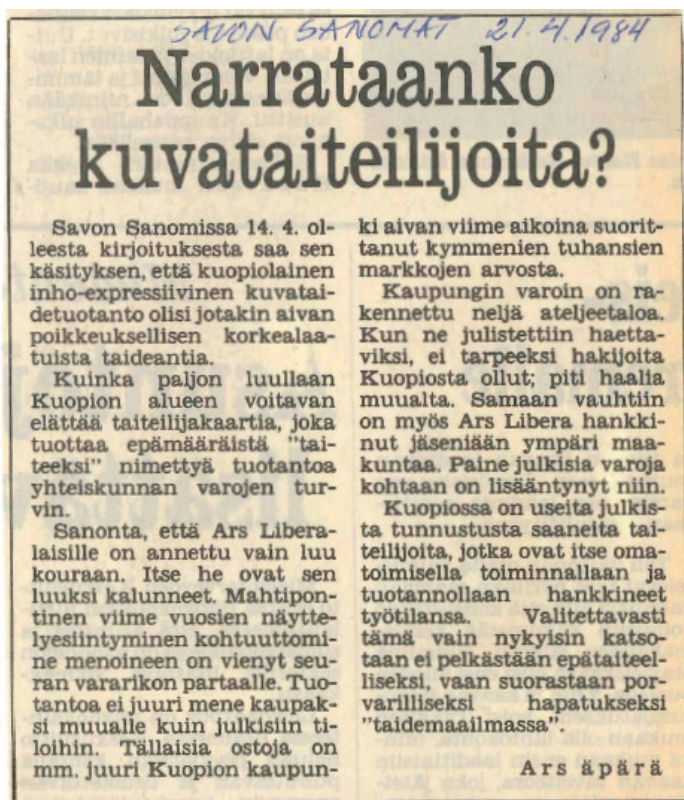 SAVON SANOMAT 21.4.1984
Narrataanko
kuvataiteilijoita?
Savon Sanomissa 14. 4. ol-
leesta kirjoituksesta saa sen
käsityksen, että kuopiolainen
inho-expressiivinen kuvatai-
detuotanto olisi jotakin aivan
poikkeuksellisen korkealaa-
tuista taideantia.
Kuinka paljon luullaan
Kuopion alueen voitavan
elättää taiteilijakaartia, joka
tuottaa epämääräistä "tai-
teeksi" nimettyä tuotantoa
yhteiskunnan varojen tur-
vin.
Sanonta, että Ars Libera-
laisille on annettu vain luu
kouraan. Itse he ovat sen
luuksi kalunneet. Mahtipon-
tinen viime vuosien näytte-
lyesiintyminen kohtuuttomi-
ne menoineen on vienyt seu-
ran vararikon partaalle. Tuo-
tantoa ei juuri mene kaupak-
si muualle kuin julkisiin ti-
loihin. Tällaisia ostoja on
mm. juuri Kuopion kaupun-
ki aivan viime aikoina suorit-
tanut kymmenien tuhansien
markkojen arvosta.
Kaupungin varoin on ra-
kennettu neljä ateljeetaloa.
Kun ne julistettiin haetta-
viksi, ei tarpeeksi hakijoita
Kuopiosta ollut; piti haalia
muualta. Samaan vauhtiin
on myös Ars Libera hankki-
nut jäseniään ympäri maa-
kuntaa. Paine julkisia varoja
kohtaan on lisääntynyt niin.
Kuopiossa on useita julkis-
ta tunnustusta saaneita tai-
teilijoita, jotka ovat itse oma-
toimisella toiminnallaan ja
tuotannollaan hankkineet
työtilansa. Valitettavasti
tämä vain nykyisin katso-
taan ei pelkästään epätaiteel-
liseksi, vaan suorastaan por-
varilliseksi hapatukseksi
"taidemaailmassa".
Ars äpärä